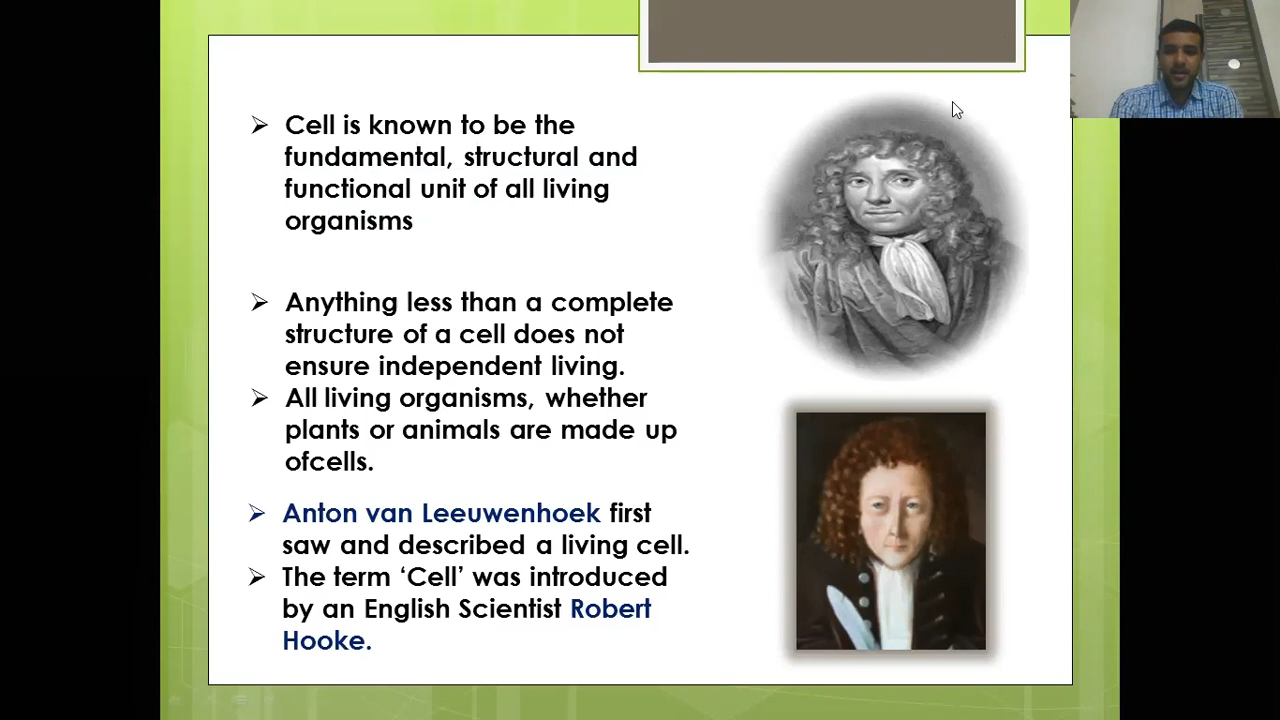 Cell is known to be the
fundamental, structural and
functional unit of all living
organisms
Anything less than a complete
structure of a cell does not
ensure independent living.
All living organisms, whether
plants or animals are made up
ofcells.
Anton van Leeuwenhoek first
saw and described a living cell.
The term ‘Cell’ was introduced
by an English Scientist Robert
Hooke.